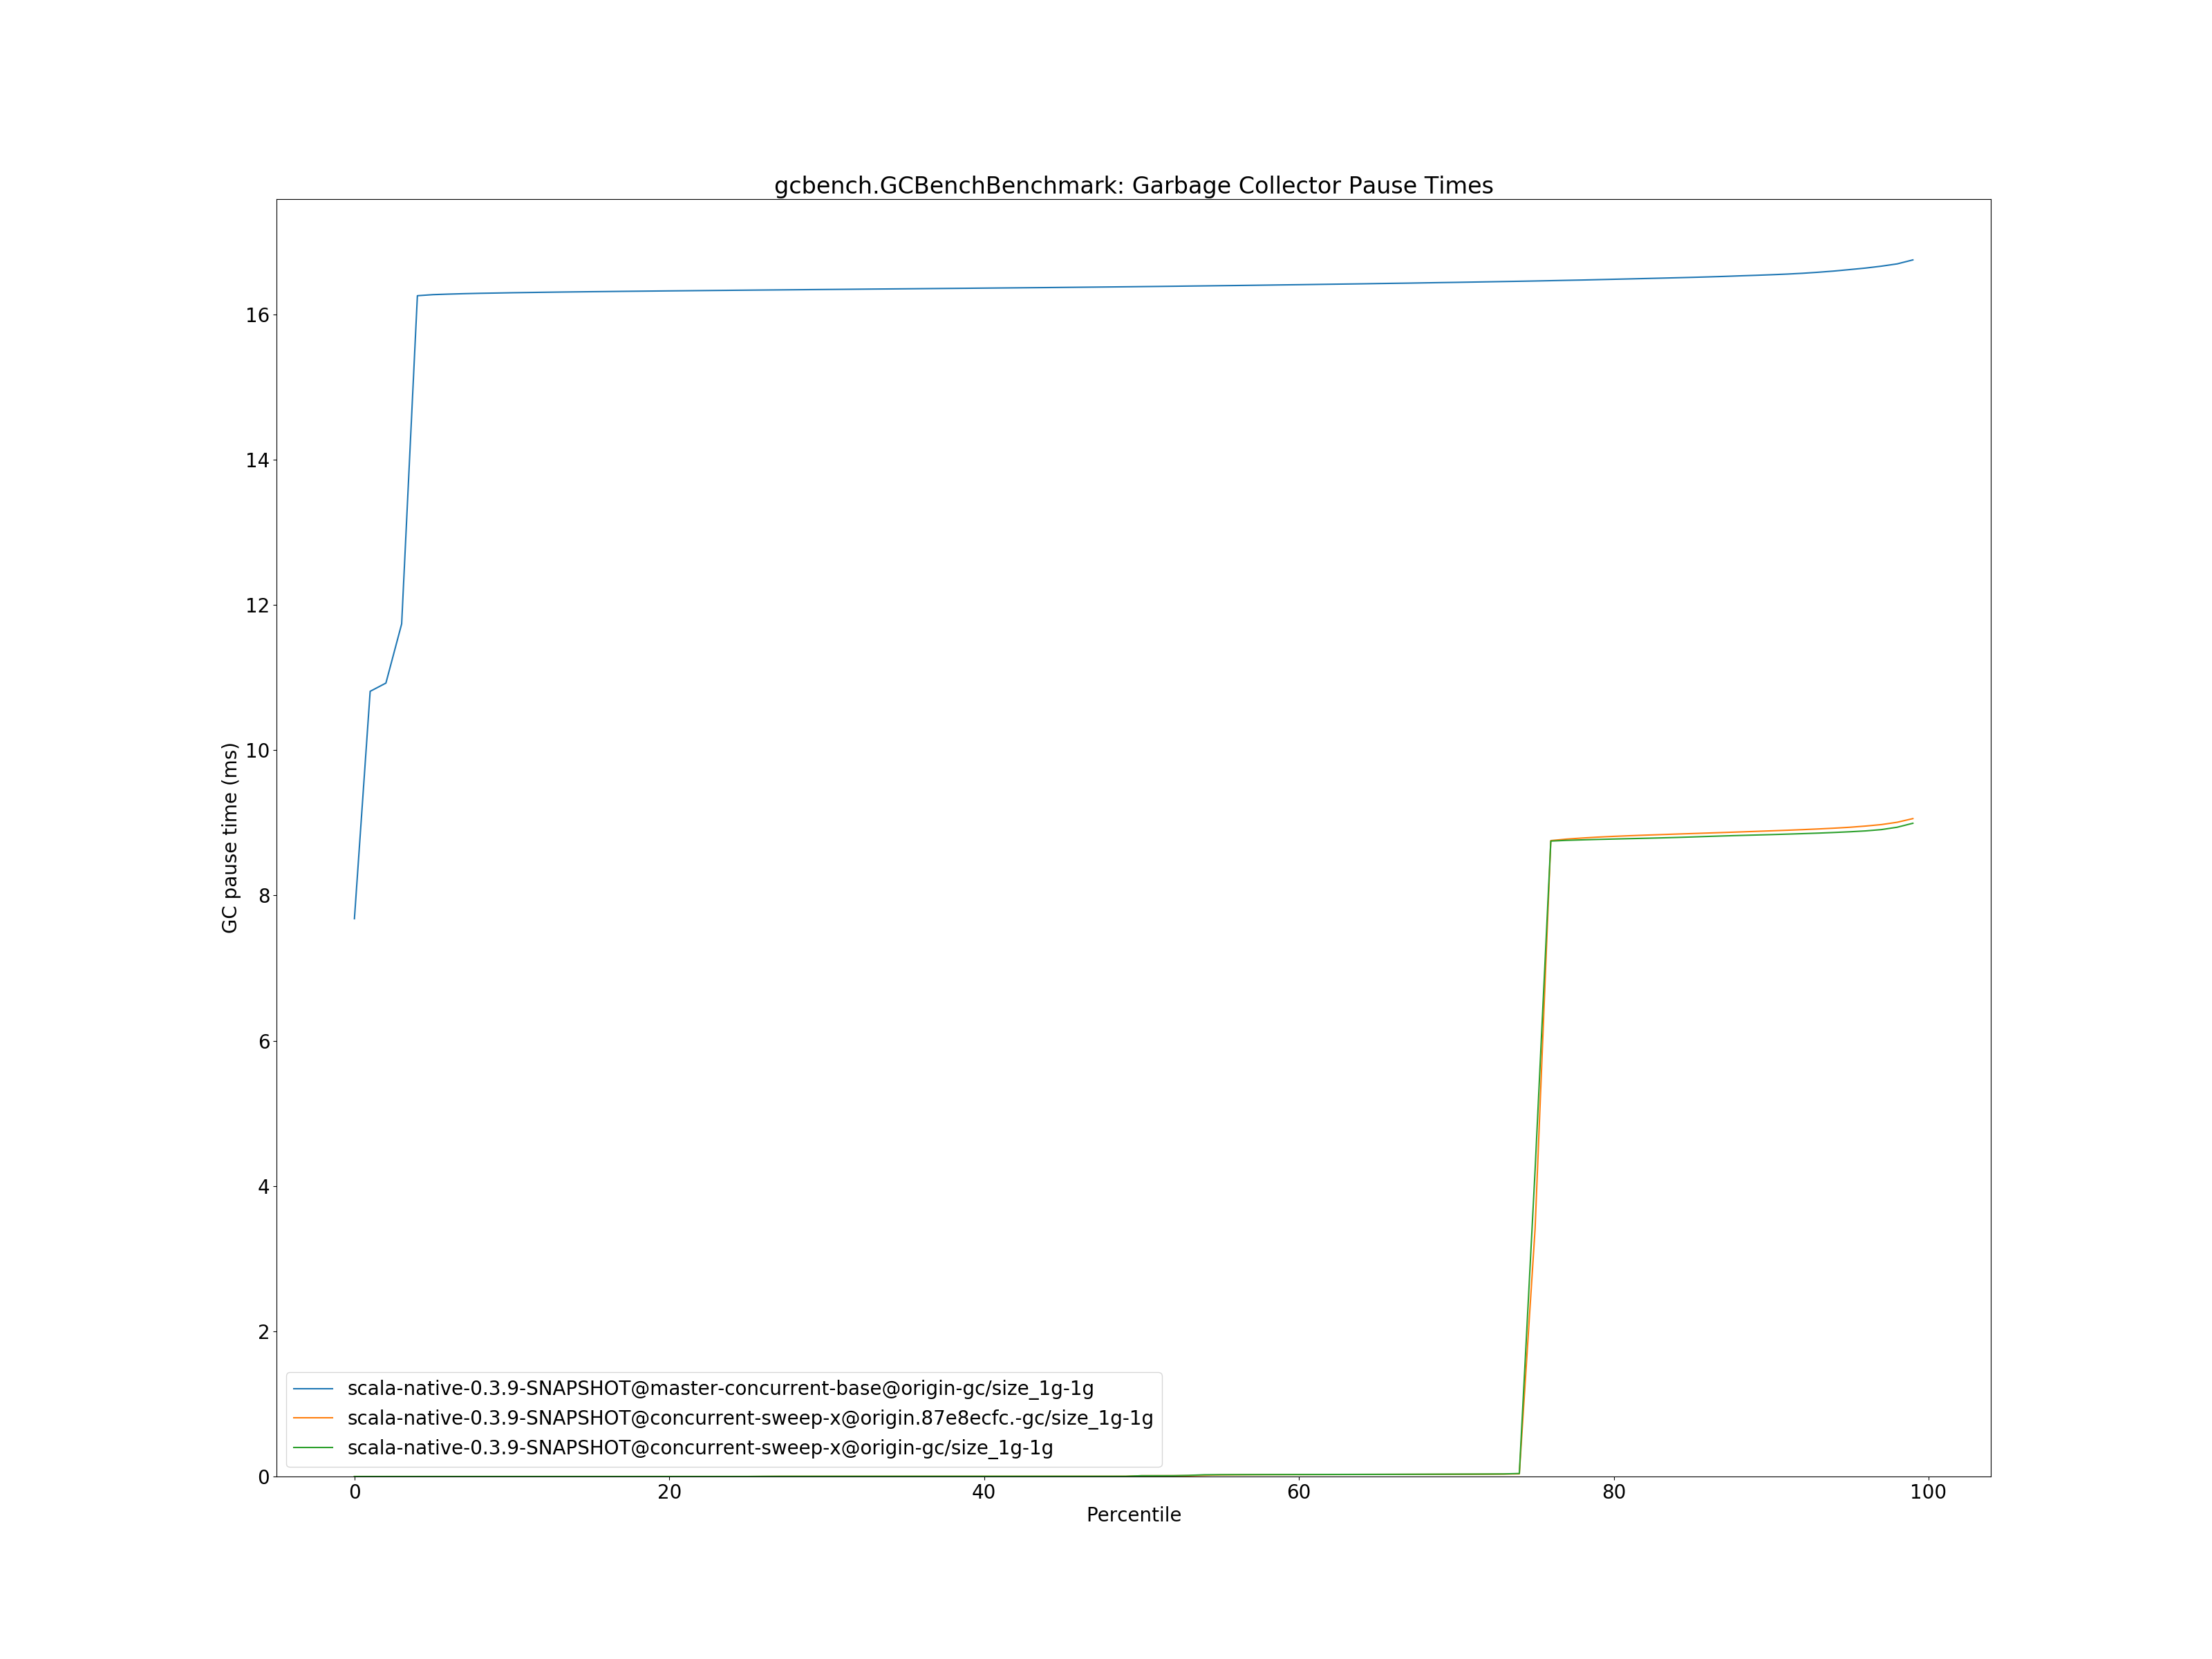 gcbench.GCBenchBenchmark: Garbage Collector Pause Times
GC pause time (ms)
16
14
12
10
8
6
4
2
0
scala-native-0.3.9-SNAPSHOT@master-concurrent-base@origin-gc/size_1g-1g
scala-native-0.3.9-SNAPSHOT@concurrent-sweep-x@origin.87e8ecfc.-gc/size_1g-1g
scala-native-0.3.9-SNAPSHOT@concurrent-sweep-x@origin-gc/size_1g-1g
0 20 40 60 80 100
Percentile